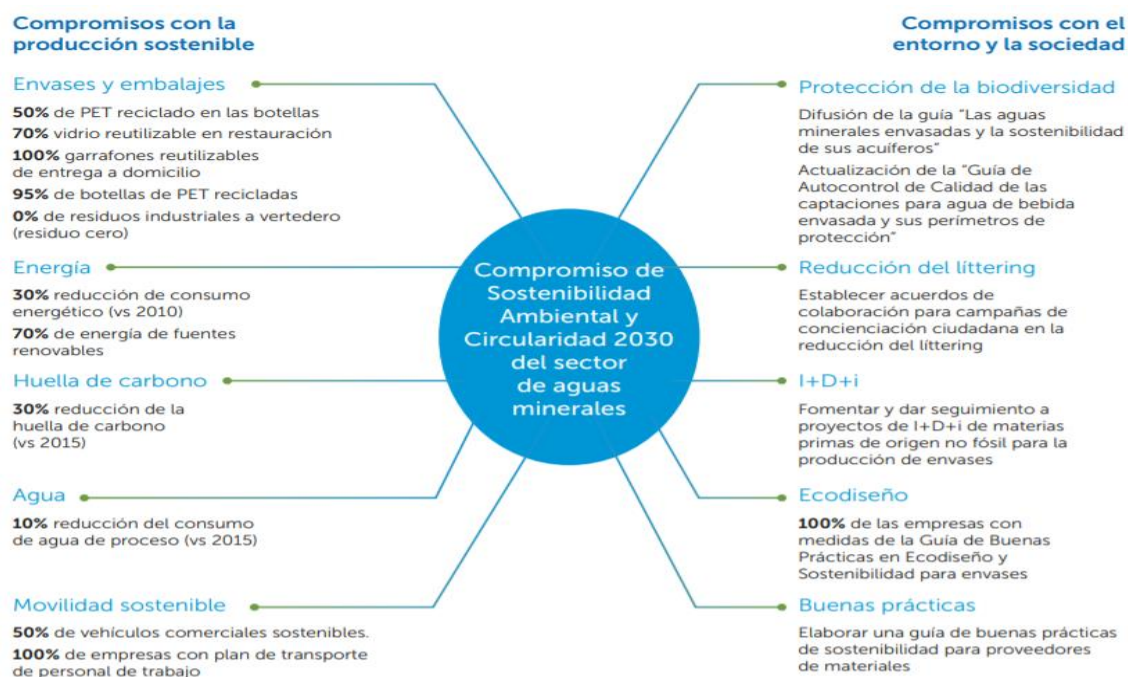 Compromisos con la
producción sostenible
Envases y embalajes
50% de PET reciclado en las botellas
70% vidrio reutilizable en restauración
100% garrafones reutilizables
de entrega a domicilio
95% de botellas de PET recicladas
0% de residuos industriales a vertedero
(residuo cero)
Energía
30% reducción de consumo
energético (vs 2010)
70% de energía de fuentes
renovables
Huella de carbono
30% reducción de la
huella de carbono
(vs 2015)
Agua
10% reducción del consumo
de agua de proceso (vs 2015)
Movilidad sostenible
50% de vehículos comerciales sostenibles.
100% de empresas con plan de transporte
de personal de trabajo
Compromiso de
Sostenibilidad
Ambiental y
Circularidad 2030
del sector
de aguas
minerales
Compromisos con el
entorno y la sociedad
Protección de la biodiversidad
Difusión de la guía "Las aguas
minerales envasadas y la sostenibilidad
de sus acuíferos"
Actualización de la "Guía de
Autocontrol de Calidad de las
captaciones para agua de bebida
envasada y sus perímetros de
protección"
Reducción del líttering
Establecer acuerdos de
colaboración para campañas de
concienciación ciudadana en la
reducción del líttering
I+D+i
Fomentar y dar seguimiento a
proyectos de I+D+i de materias
primas de origen no fósil para la
producción de envases
Ecodiseño
100% de las empresas con
medidas de la Guía de Buenas
Prácticas en Ecodiseño y
Sostenibilidad para envases
Buenas prácticas
Elaborar una guía de buenas prácticas
de sostenibilidad para proveedores
de materiales